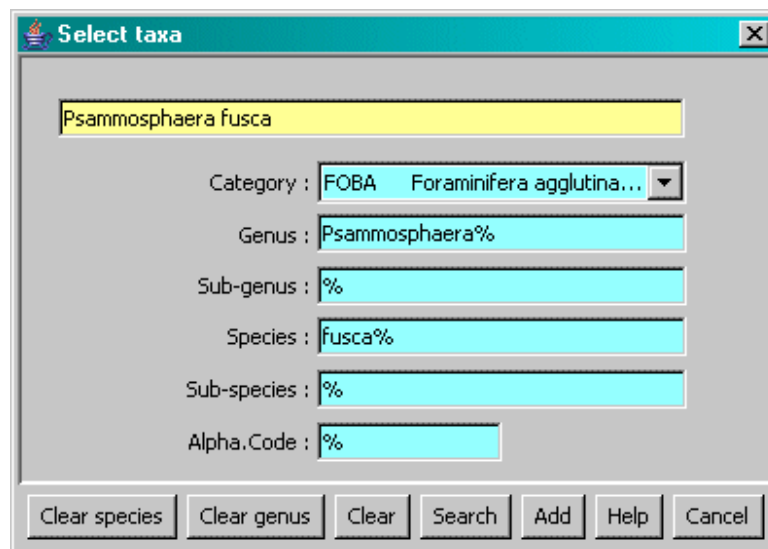 Select taxa
Psammosphaera fusca
Category : FOBA Foraminifera agglutina...
Genus : Psammosphaera%
Sub-genus : %
Species : fusca%
Sub-species : %
Alpha.Code : %
Clear species Clear genus Clear Search Add Help Cancel